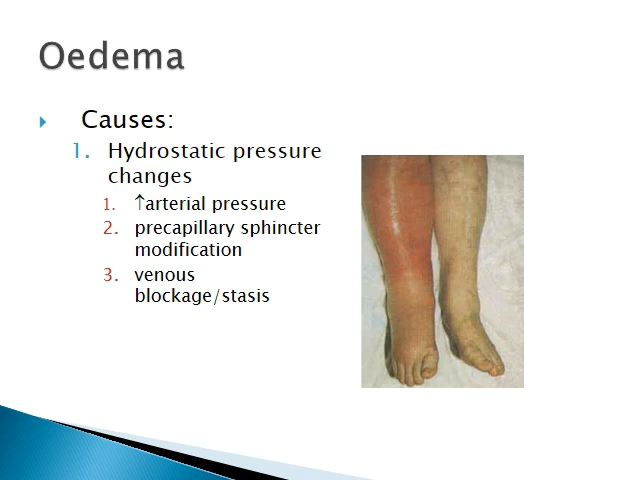 Oedema
Causes:
1. Hydrostatic pressure
changes
1. ↑arterial pressure
2. precapillary sphincter
modification
3. venous
blockage/stasis